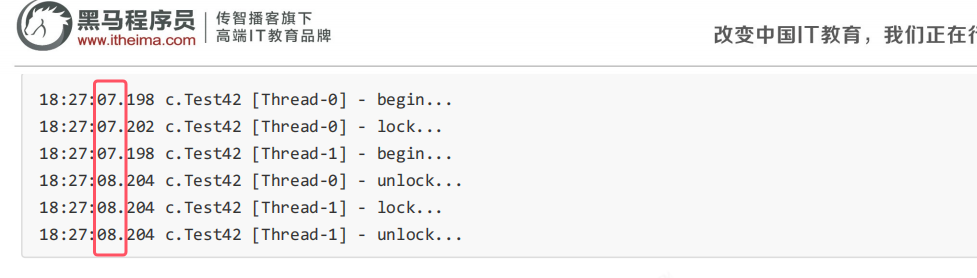 黑马程序员
www.itheima.com
传智播客旗下
高端IT教育品牌
改变中国IT教育，我们正在行
18:27:07.198 c.Test42 [Thread-0] - begin...
18:27:07.202 c.Test42 [Thread-0] - lock...
18:27:07.198 c.Test42 [Thread-1] - begin...
18:27:08.204 c.Test42 [Thread-0] - unlock...
18:27:08.204 c.Test42 [Thread-1] - lock...
18:27:08.204 c.Test42 [Thread-1] - unlock...